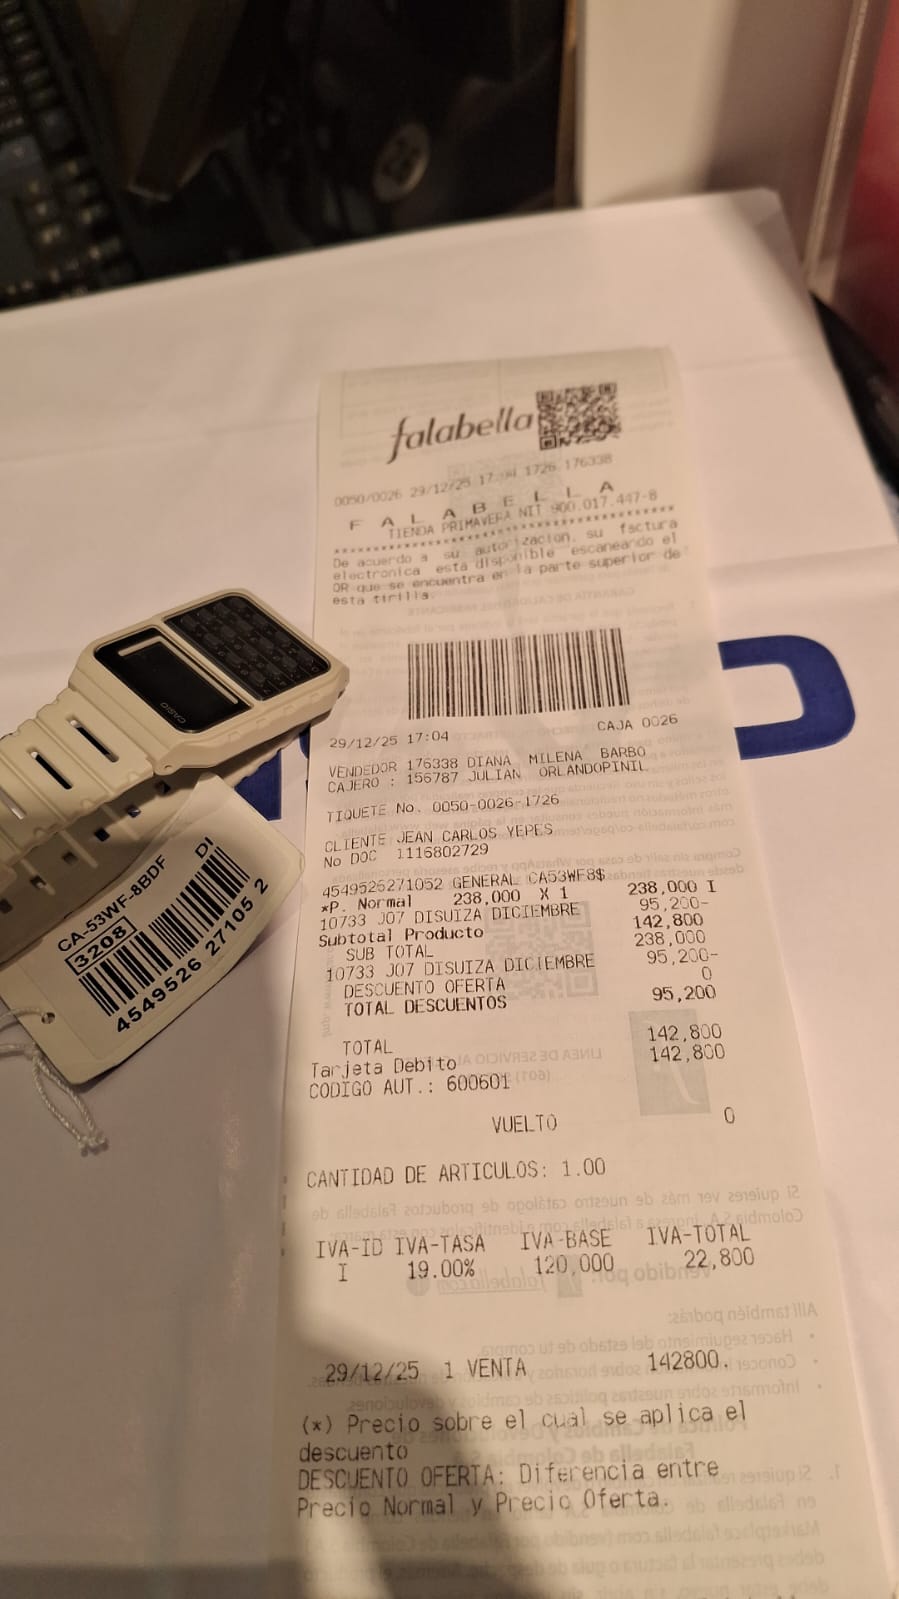 falabella
0050/0026 29/12/25 17:04 1726 176338
F A L A B E L L A
TIENDA PRIMAVERA NIT 900.017.447-8
****************************************
De acuerdo a su autorizacion, su factura
electronica esta disponible escaneando el
QR que se encuentra en la parte superior de
esta tirilla.
29/12/25 17:04 CAJA 0026
VENDEDOR 176338 DIANA MILENA BARBO
CAJERO : 156787 JULIAN ORLANDOPINIL
TIQUETE No. 0050-0026-1726
CLIENTE JEAN CARLOS YEPES
No DOC 1116802729
4549526271052 GENERAL CA53WF8$
*P. Normal 238,000 X 1 238,000 I
10733 J07 DISUIZA DICIEMBRE 95,200-
Subtotal Producto 142,800
SUB TOTAL 238,000
10733 J07 DISUIZA DICIEMBRE 95,200-
DESCUENTO OFERTA 0
TOTAL DESCUENTOS 95,200
TOTAL 142,800
Tarjeta Debito 142,800
CODIGO AUT.: 600601
VUELTO 0
CANTIDAD DE ARTICULOS: 1.00
IVA-ID IVA-TASA IVA-BASE IVA-TOTAL
I 19.00% 120,000 22,800
29/12/25 1 VENTA 142800.
(*) Precio sobre el cual se aplica el
descuento
DESCUENTO OFERTA: Diferencia entre
Precio Normal y Precio Oferta.
CASIO
CA-53WF-8BDF DI
3208
4549526 27105 2